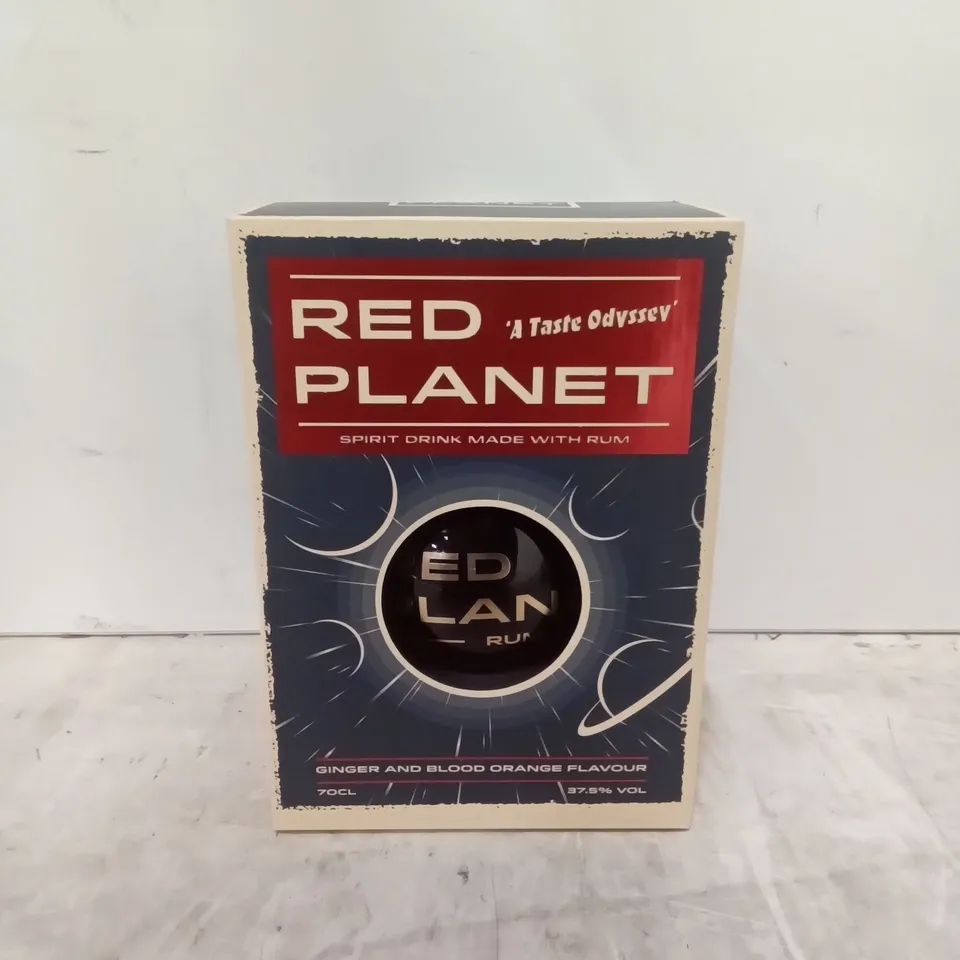 RED
'A Taste Odyssey'
PLANET
SPIRIT DRINK MADE WITH RUM
ED
LAN
RUM
GINGER AND BLOOD ORANGE FLAVOUR
70CL 37.5% VOL